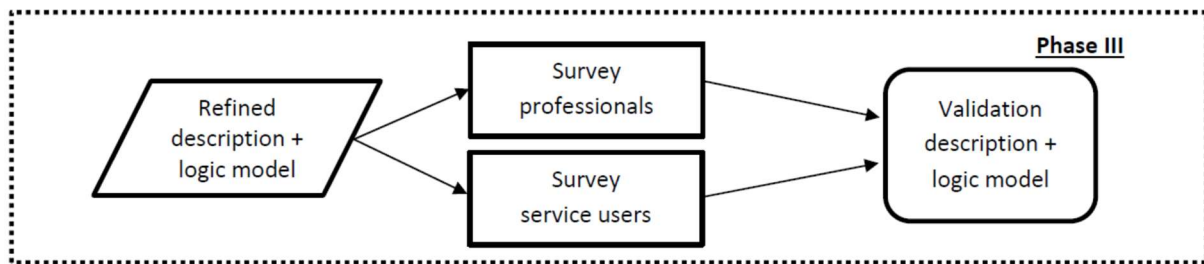 Phase III
Refined
description +
logic model
Survey
professionals
Survey
service users
Validation
description +
logic model